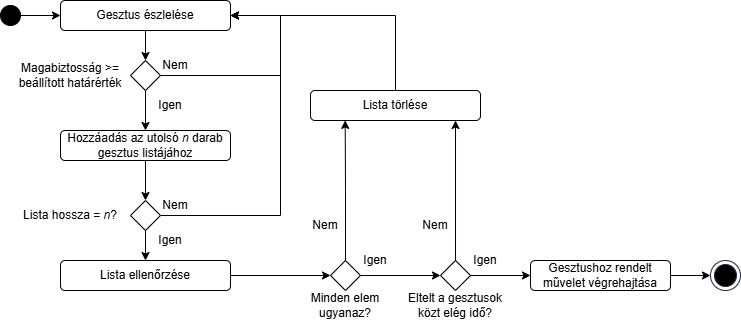 Gesztus észlelése
Magabiztosság >=
beállított határérték
Nem
Igen
Lista törlése
Hozzáadás az utolsó n darab
gesztus listájához
Nem
Lista hossza = n?
Igen
Nem
Nem
Lista ellenőrzése
Igen
Igen
Gesztushoz rendelt
művelet végrehajtása
Minden elem
ugyanaz?
Eltelt a gesztusok
közt elég idő?